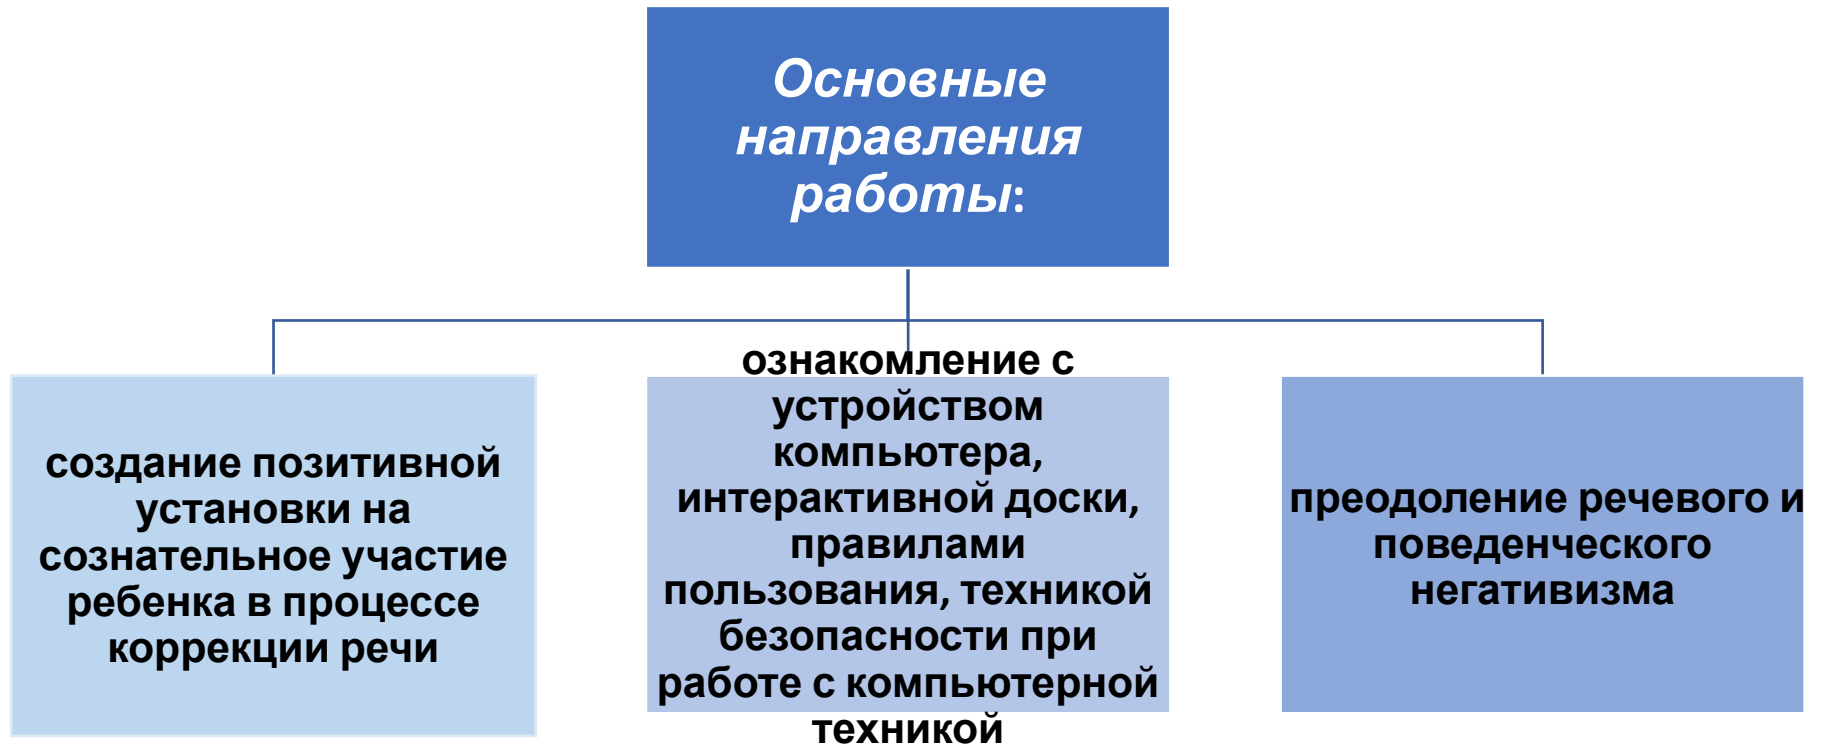 Основные
направления
работы:
создание позитивной
установки на
сознательное участие
ребенка в процессе
коррекции речи
ознакомление с
устройством
компьютера,
интерактивной доски,
правилами
пользования, техникой
безопасности при
работе с компьютерной
техникой
преодоление речевого и
поведенческого
негативизма